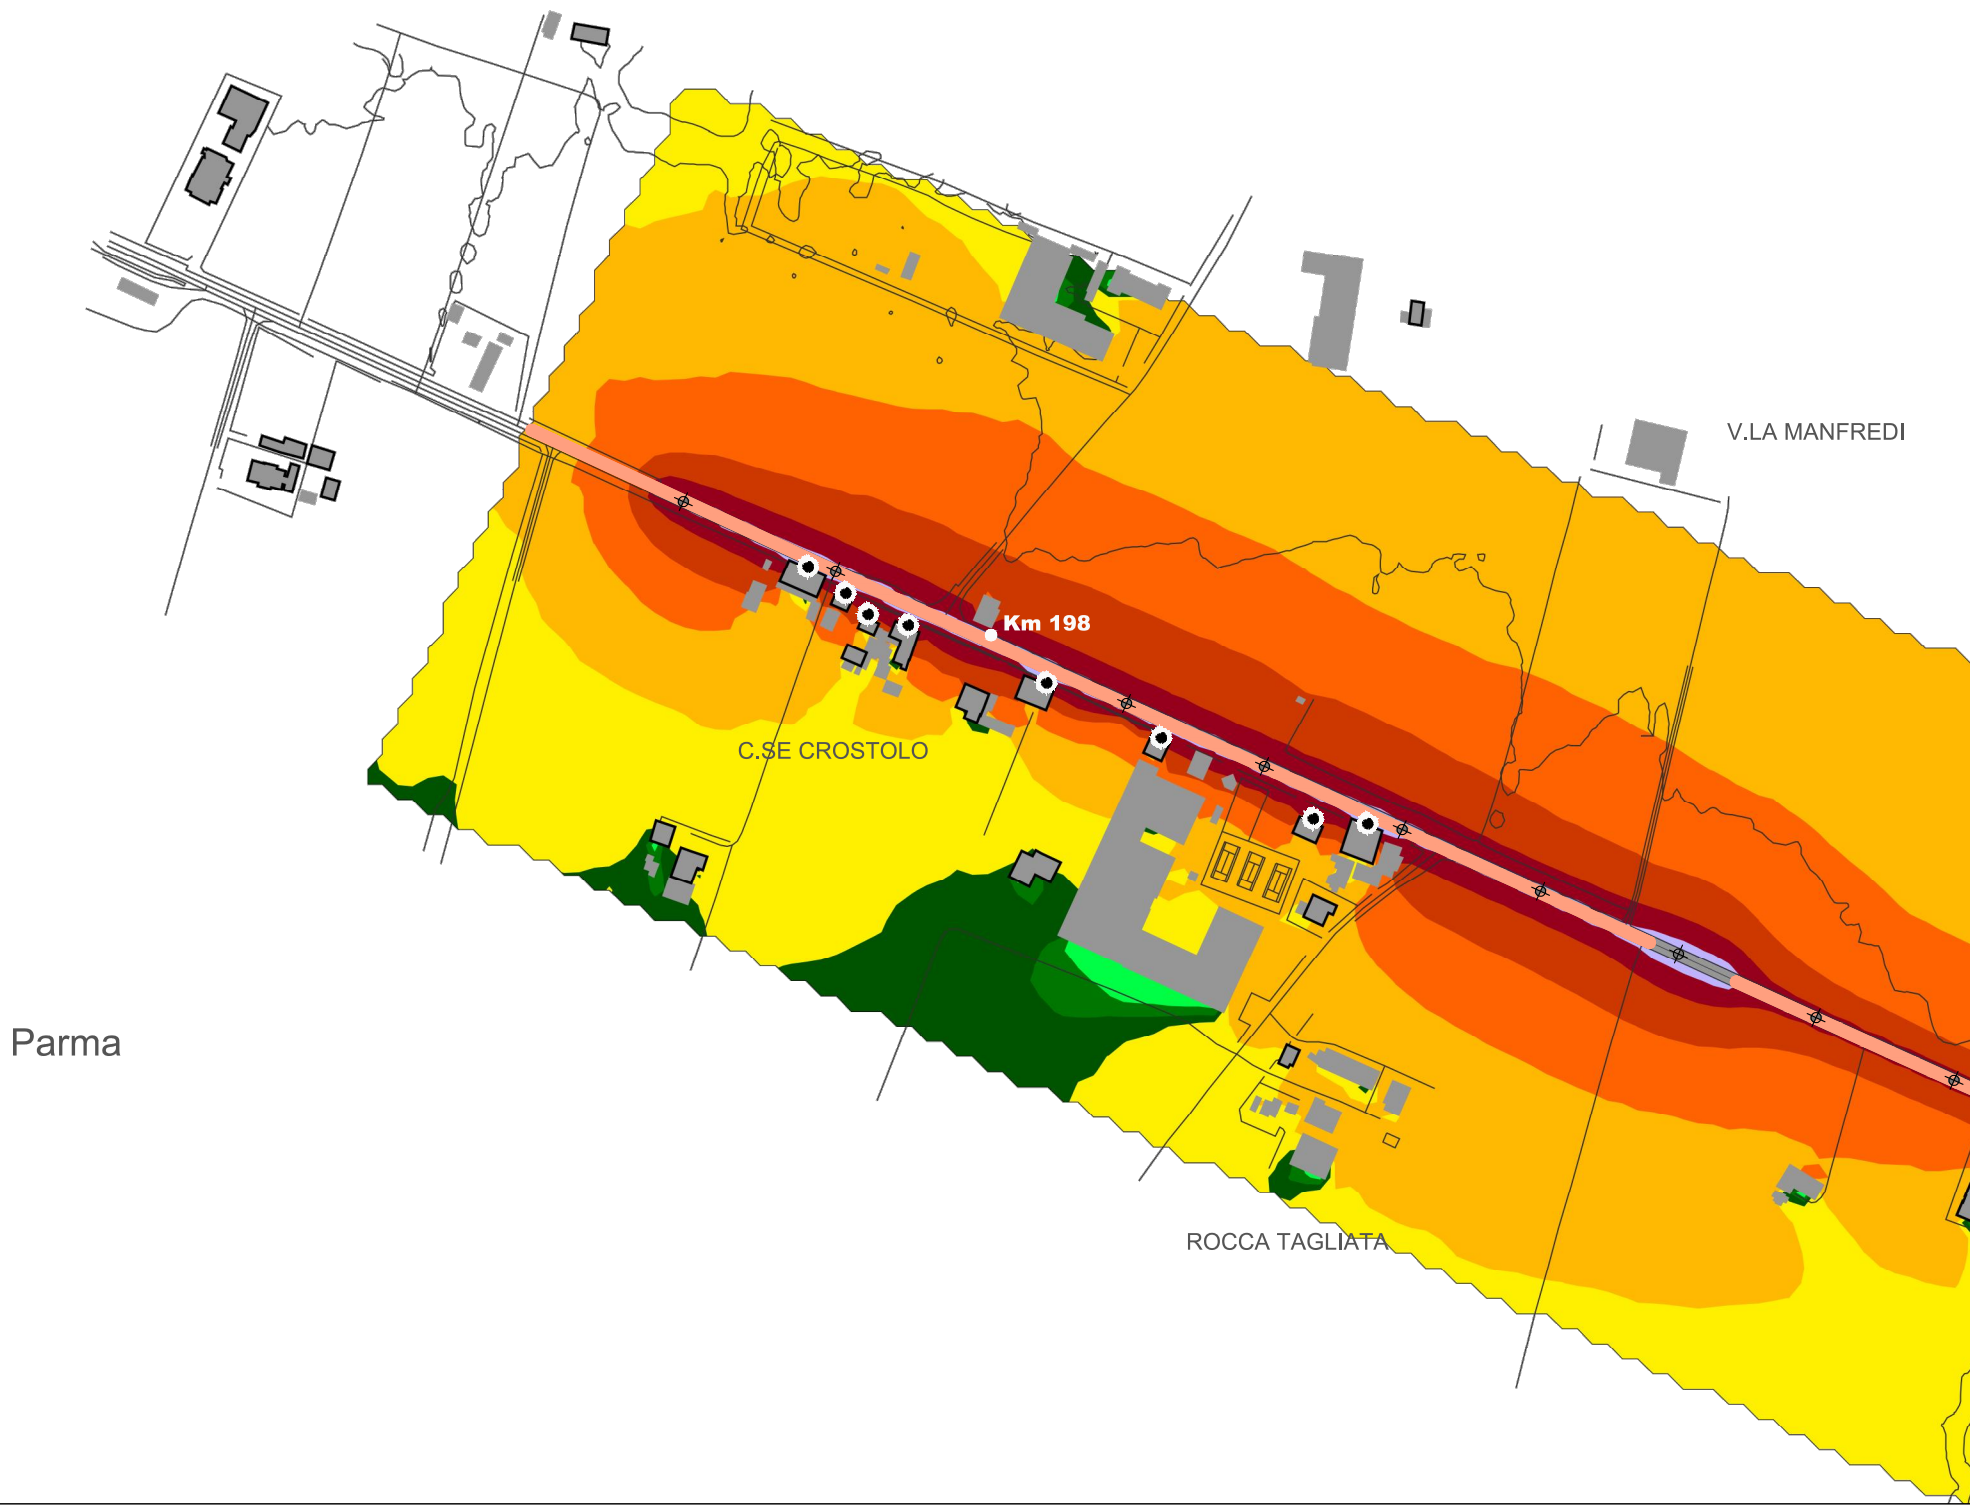 V.LA MANFREDI
Km 198
C.SE CROSTOLO
Parma
ROCCA TAGLIATA